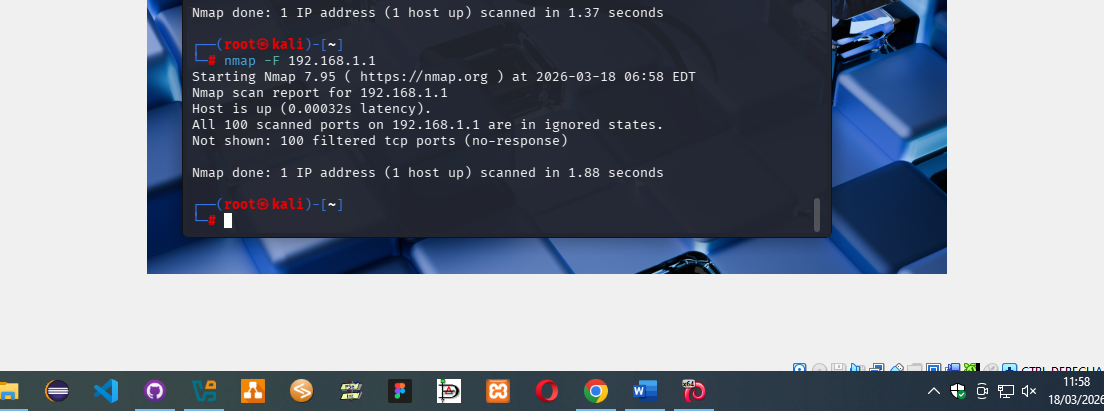 Nmap done: 1 IP address (1 host up) scanned in 1.37 seconds
┌──(root㉿kali)-[~]
└─# nmap -F 192.168.1.1
Starting Nmap 7.95 ( https://nmap.org ) at 2026-03-18 06:58 EDT
Nmap scan report for 192.168.1.1
Host is up (0.00032s latency).
All 100 scanned ports on 192.168.1.1 are in ignored states.
Not shown: 100 filtered tcp ports (no-response)
Nmap done: 1 IP address (1 host up) scanned in 1.88 seconds
┌──(root㉿kali)-[~]
└─#
CTRL DERECHA
11:58
18/03/2026